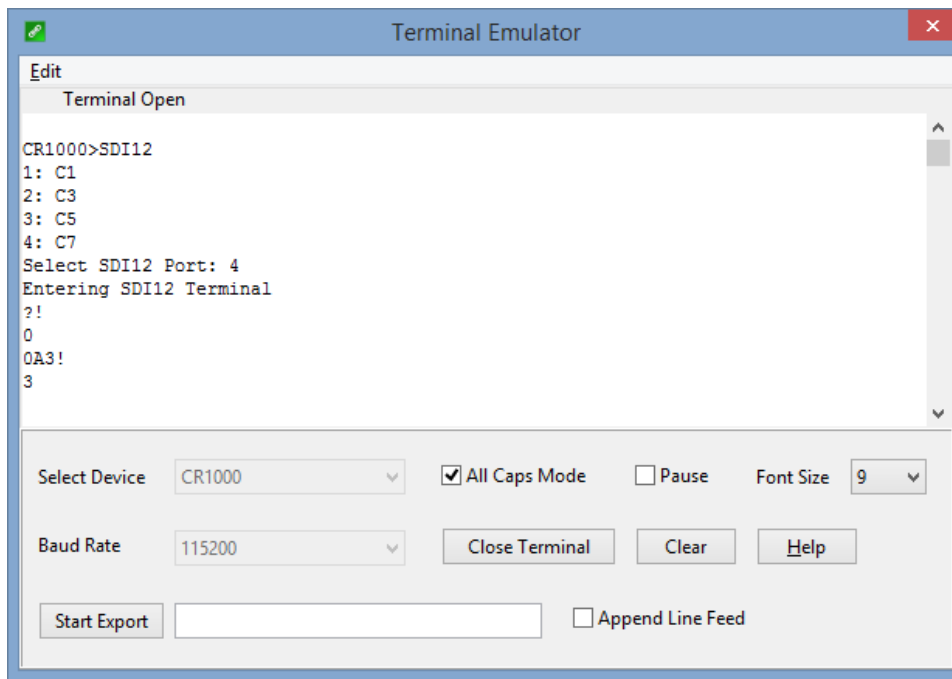 Terminal Emulator
Edit
Terminal Open
CR1000>SDI12
1: C1
2: C3
3: C5
4: C7
Select SDI12 Port: 4
Entering SDI12 Terminal
?!
0
0A3!
3
Select Device CR1000 All Caps Mode Pause Font Size 9
Baud Rate 115200 Close Terminal Clear Help
Start Export Append Line Feed